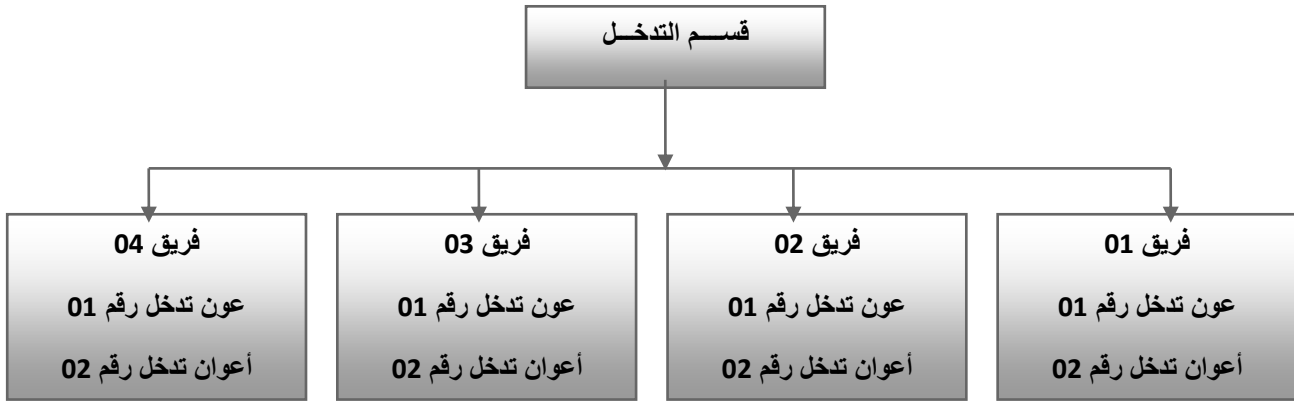 قســـم التدخـــل
فريق 01
عون تدخل رقم 01
أعوان تدخل رقم 02
فريق 02
عون تدخل رقم 01
أعوان تدخل رقم 02
فريق 03
عون تدخل رقم 01
أعوان تدخل رقم 02
فريق 04
عون تدخل رقم 01
أعوان تدخل رقم 02